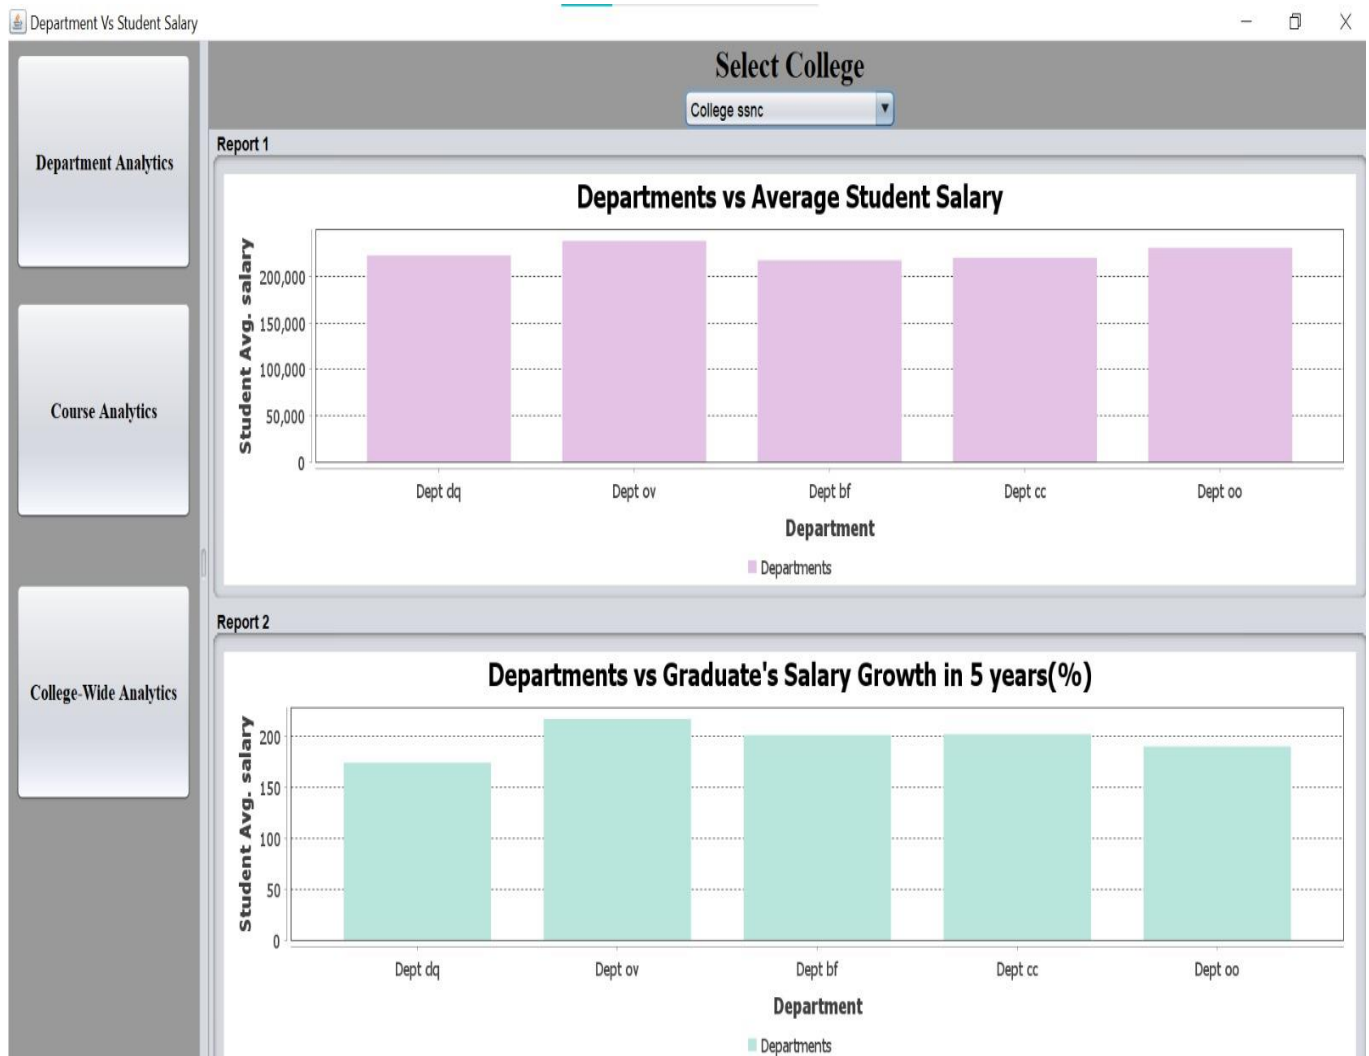 Department Vs Student Salary
Select College
College ssnc
Department Analytics
Course Analytics
College-Wide Analytics
Report 1
Departments vs Average Student Salary
Student Avg. salary
200,000
150,000
100,000
50,000
0
Dept dq Dept ov Dept bf Dept cc Dept oo
Department
Departments
Report 2
Departments vs Graduate's Salary Growth in 5 years(%)
Student Avg. salary
200
150
100
50
0
Dept dq Dept ov Dept bf Dept cc Dept oo
Department
Departments